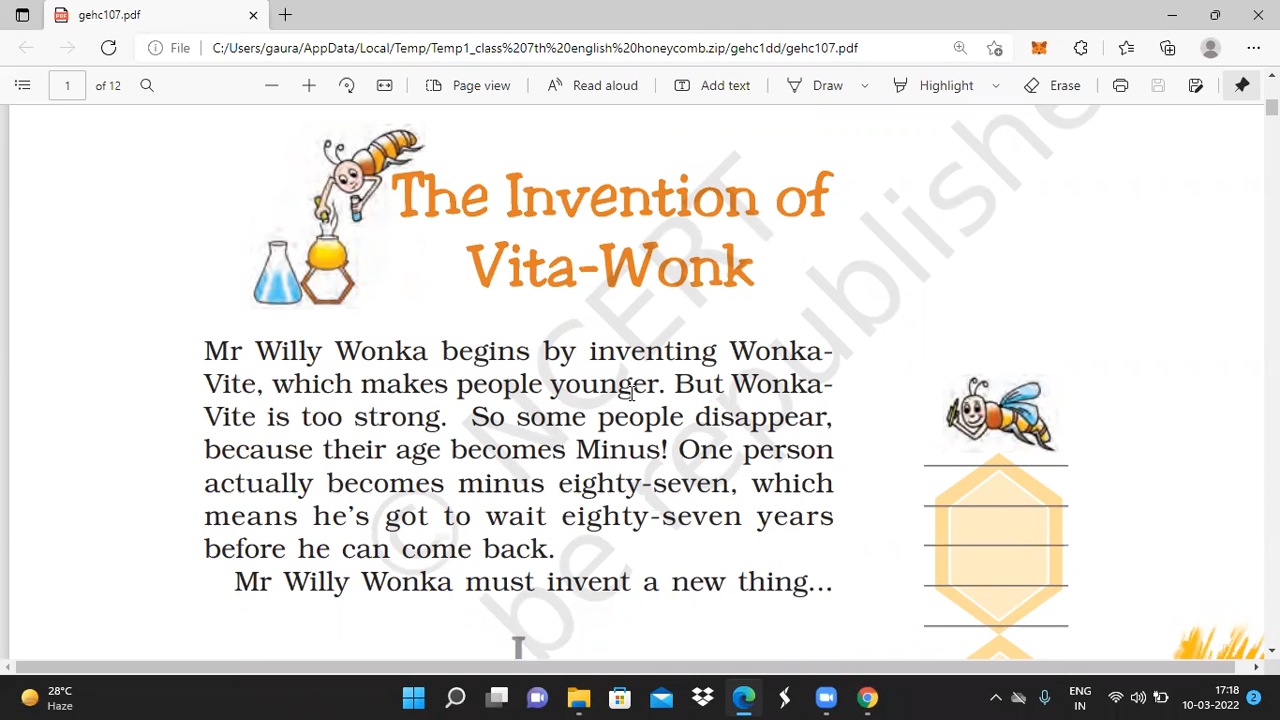 gehc107.pdf
File C:/Users/gaura/AppData/Local/Temp/Temp1_class%207th%20english%20honeycomb.zip/gehc1dd/gehc107.pdf
1 of 12 Page view Read aloud Add text Draw Highlight Erase
The Invention of
Vita-Wonk
Mr Willy Wonka begins by inventing Wonka-
Vite, which makes people younger. But Wonka-
Vite is too strong. So some people disappear,
because their age becomes Minus! One person
actually becomes minus eighty-seven, which
means he's got to wait eighty-seven years
before he can come back.
Mr Willy Wonka must invent a new thing...
I
© NCERT
be republishe
28°C
Haze
ENG
IN
17:18
10-03-2022
2